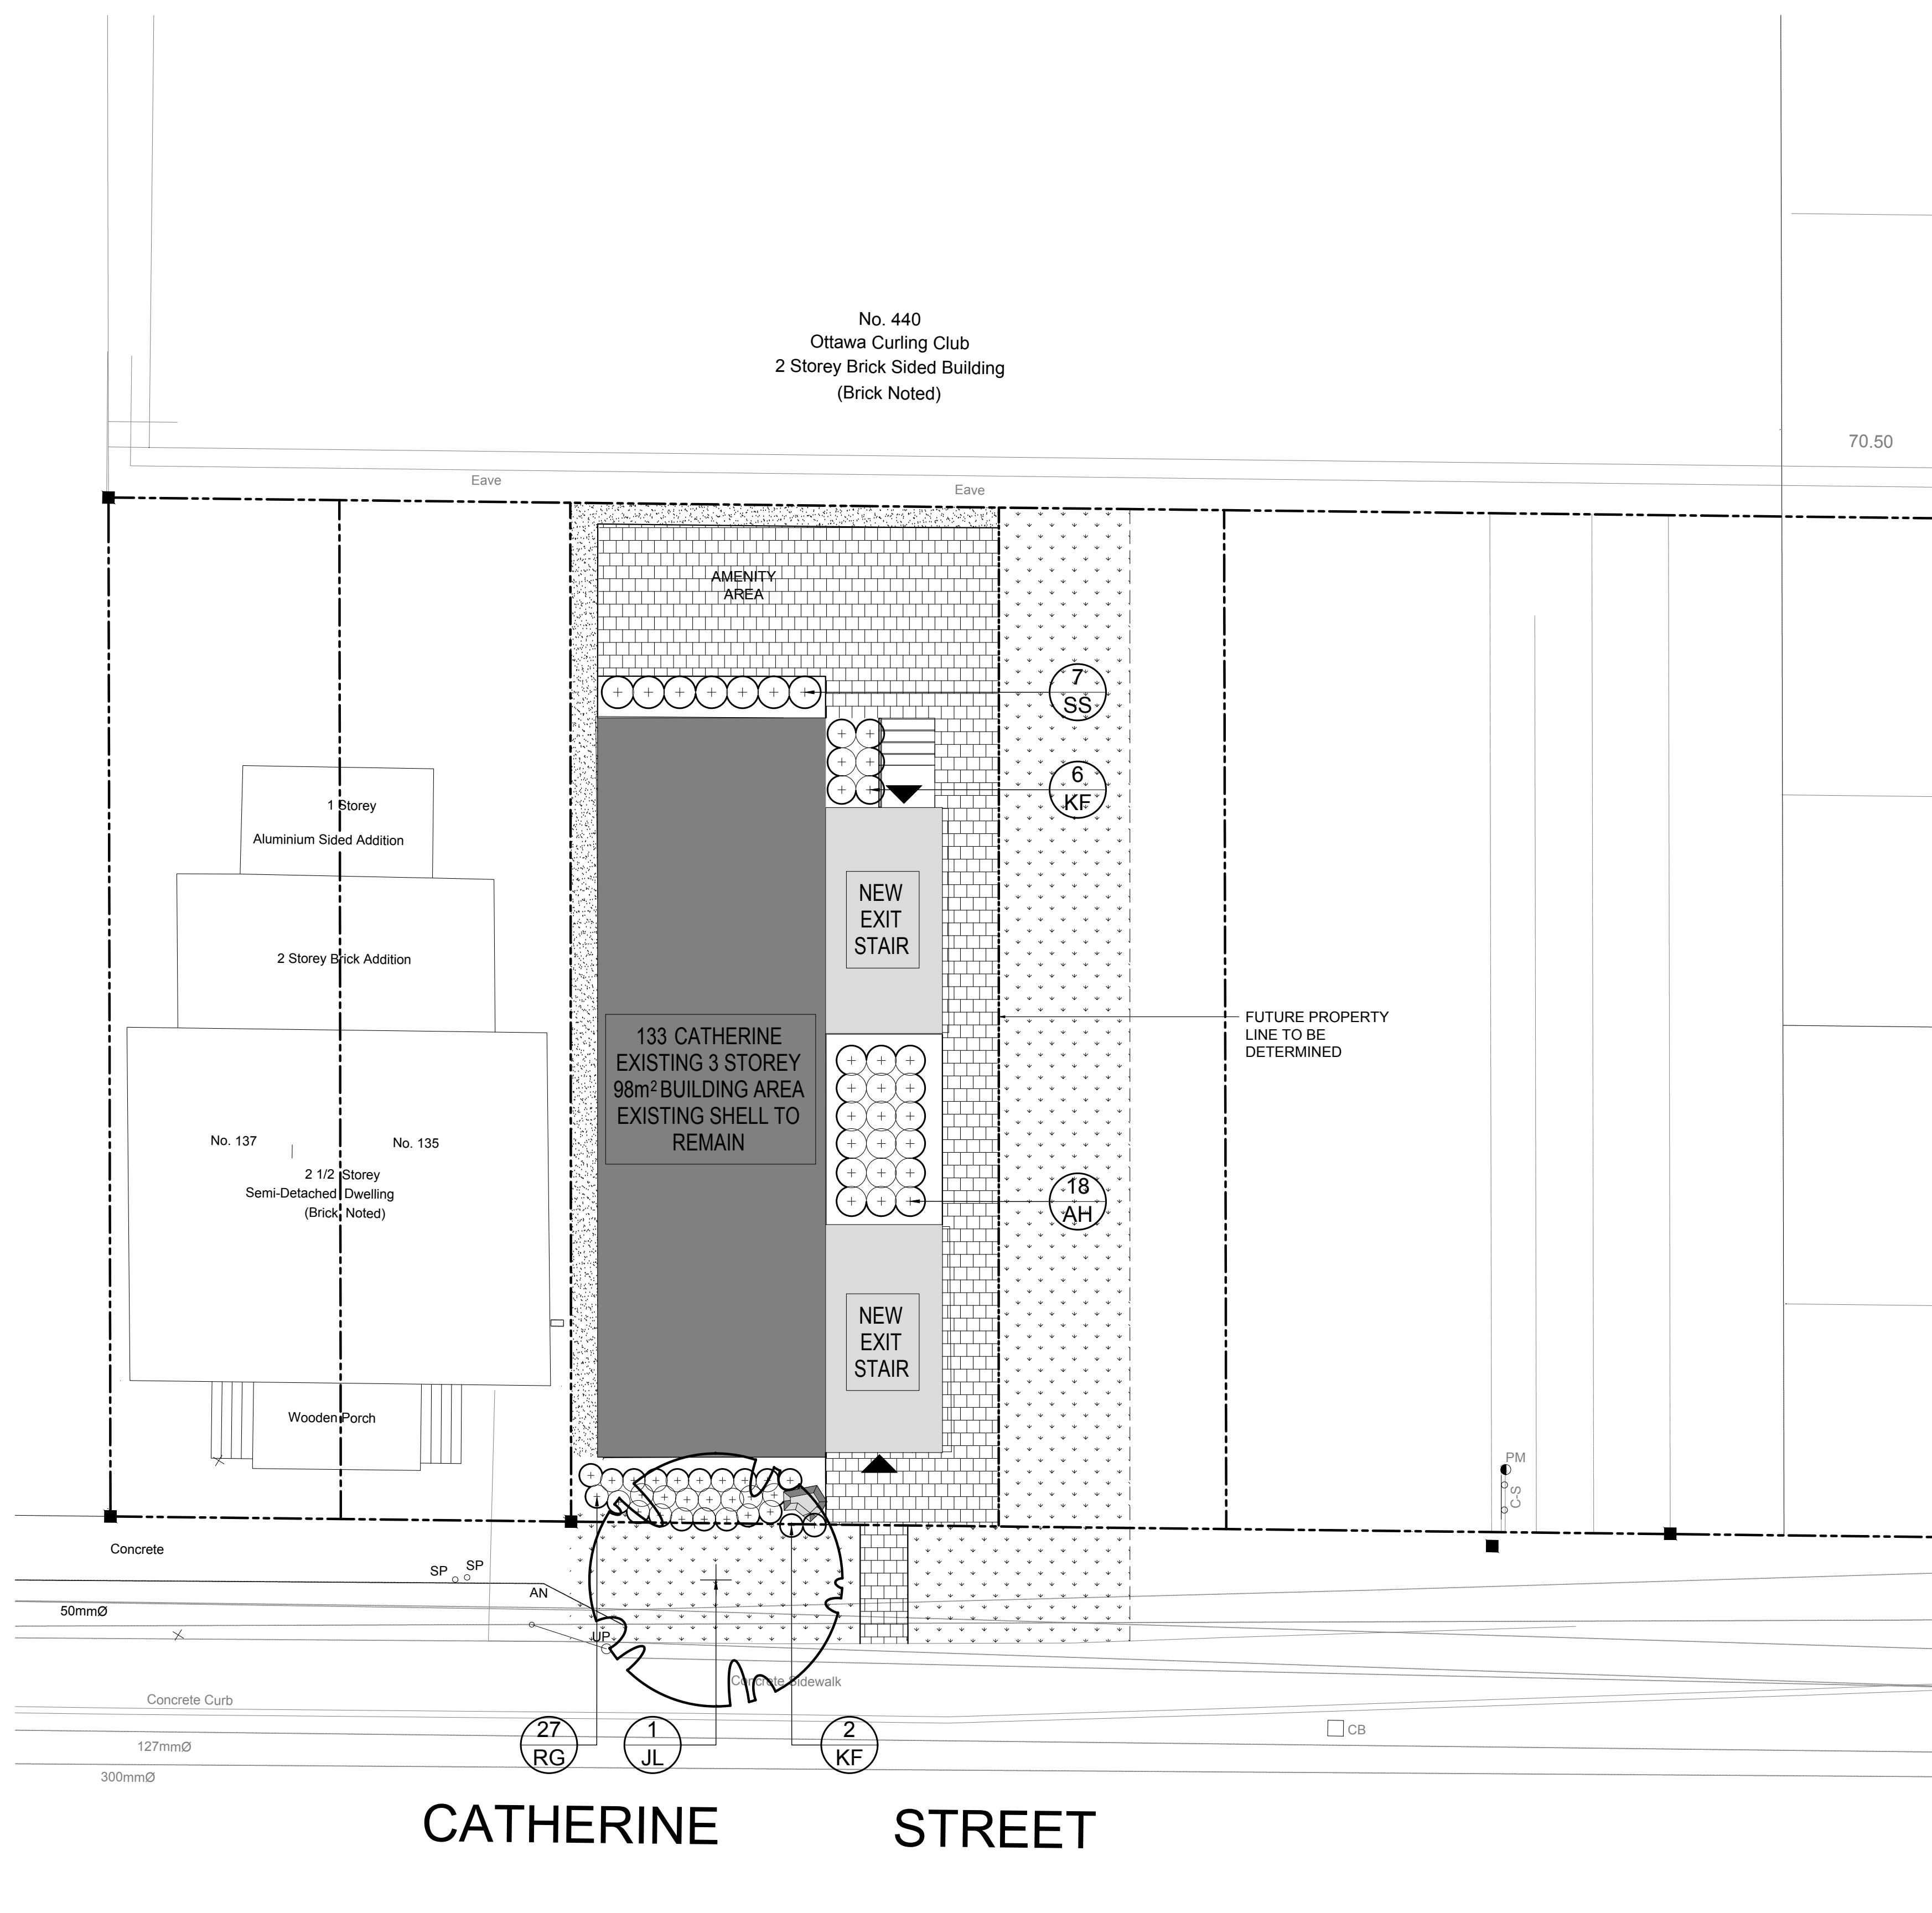 No. 440
Ottawa Curling Club
2 Storey Brick Sided Building
(Brick Noted)
70.50
Eave
Eave
AMENITY
AREA
7
SS
6
KF
1 Storey
Aluminium Sided Addition
NEW
EXIT
STAIR
2 Storey Brick Addition
FUTURE PROPERTY
LINE TO BE
DETERMINED
133 CATHERINE
EXISTING 3 STOREY
98m² BUILDING AREA
EXISTING SHELL TO
REMAIN
No. 137
No. 135
2 1/2 Storey
Semi-Detached Dwelling
(Brick Noted)
18
AH
NEW
EXIT
STAIR
Wooden Porch
PM
C-S
Concrete
SP
SP
AN
50mmØ
UP
Concrete Sidewalk
Concrete Curb
27
RG
1
JL
2
KF
CB
127mmØ
300mmØ
CATHERINE STREET